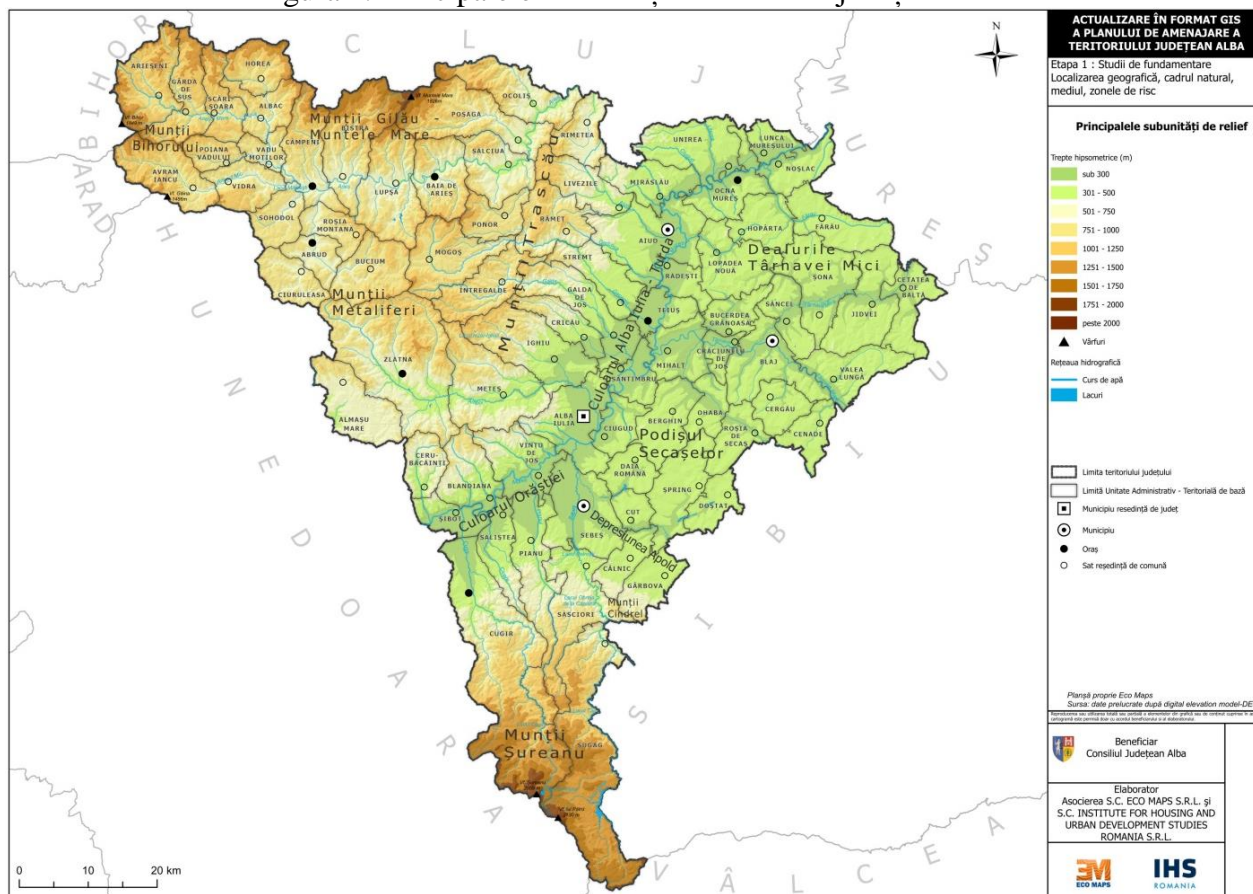 ACTUALIZARE ÎN FORMAT GIS
A PLANULUI DE AMENAJARE A
TERITORIULUI JUDEȚEAN ALBA
Etapa 1 : Studii de fundamentare
Localizarea geografică, cadrul natural,
mediul, zonele de risc
Principalele subunități de relief
Trepte hipsometrice (m)
sub 300
301 - 500
501 - 750
751 - 1000
1001 - 1250
1251 - 1500
1501 - 1750
1751 - 2000
peste 2000
Vârfuri
Rețeaua hidrografică
Curs de apă
Lacuri
Limita teritoriului județului
Limită Unitate Administrativ - Teritorială de bază
Municipiu reședință de județ
Municipiu
Oraș
Sat reședință de comună
Planșă proprie Eco Maps
Sursa: date prelucrate după digital elevation model-DE
Beneficiar
Consiliul Județean Alba
Elaborator
Asocierea S.C. ECO MAPS S.R.L. și
S.C. INSTITUTE FOR HOUSING AND
URBAN DEVELOPMENT STUDIES
ROMANIA S.R.L.
ECO MAPS
IHS
ROMANIA
N
CLUJ
BIHOR
ARAD
HUNEDOARA
MUREȘ
SIBIU
VÂLCEA
ARIEȘENI
HOREA
GÂRDA
DE
SUS
SCĂRI-
ȘOARA
ALBAC
Munții
Bihorului
POIANA
VADULUI
VADU
MOȚILOR
CÂMPENI
AVRAM
IANCU
VIDRA
SOHODOL
Munții Gilău -
Muntele Mare
BISTRA
POȘAGA
OCOLIȘ
RIMETEA
SĂLCIUA
LUPȘA
BAIA DE
ARIEȘ
LIVEZILE
ROȘIA
MONTANĂ
ABRUD
BUCIUM
MOGOȘ
PONOR
RÂMEȚ
CIURULEASA
Munții
Metaliferi
ÎNTREGALDE
Munții Trascău
STREMȚ
GALDA
DE
JOS
CRICĂU
IGHIU
ZLATNA
METEȘ
ALMAȘU
MARE
UNIREA
LUNCA
MUREȘULUI
NOȘLAC
MIRĂSLĂU
OCNA
MUREȘ
AIUD
HOPÂRTA
FĂRĂU
Dealurile
Târnavei Mici
LOPADEA
NOUĂ
RĂDEȘTI
ȘONA
CETATEA
DE
BALTĂ
JIDVEI
SÂNCEL
BUCERDEA
GRÂNOASĂ
TEIUȘ
CRĂCIUNELU
DE
JOS
BLAJ
MIHALȚ
VALEA
LUNGĂ
Culoarul Alba Iulia - Turda
SÂNTIMBRU
CERGĂU
CENADE
ALBA
IULIA
CIUGUD
BERGHIN
OHABA
ROȘIA
DE
SECAȘ
Podișul
Secașelor
DAIA
ROMÂNĂ
CERU-
BĂCĂINȚI
VINȚU
DE
JOS
BLANDIANA
ȘIBOT
Culoarul Orăștiei
SPRING
DOȘTAT
CUT
SEBEȘ
Depresiunea Apold
SĂLIȘTEA
PIANU
CÂLNIC
GÂRBOVA
Munții
Cindrel
SĂSCIORI
CUGIR
Munții
Șureanu
ȘUGAG
0 10 20 km